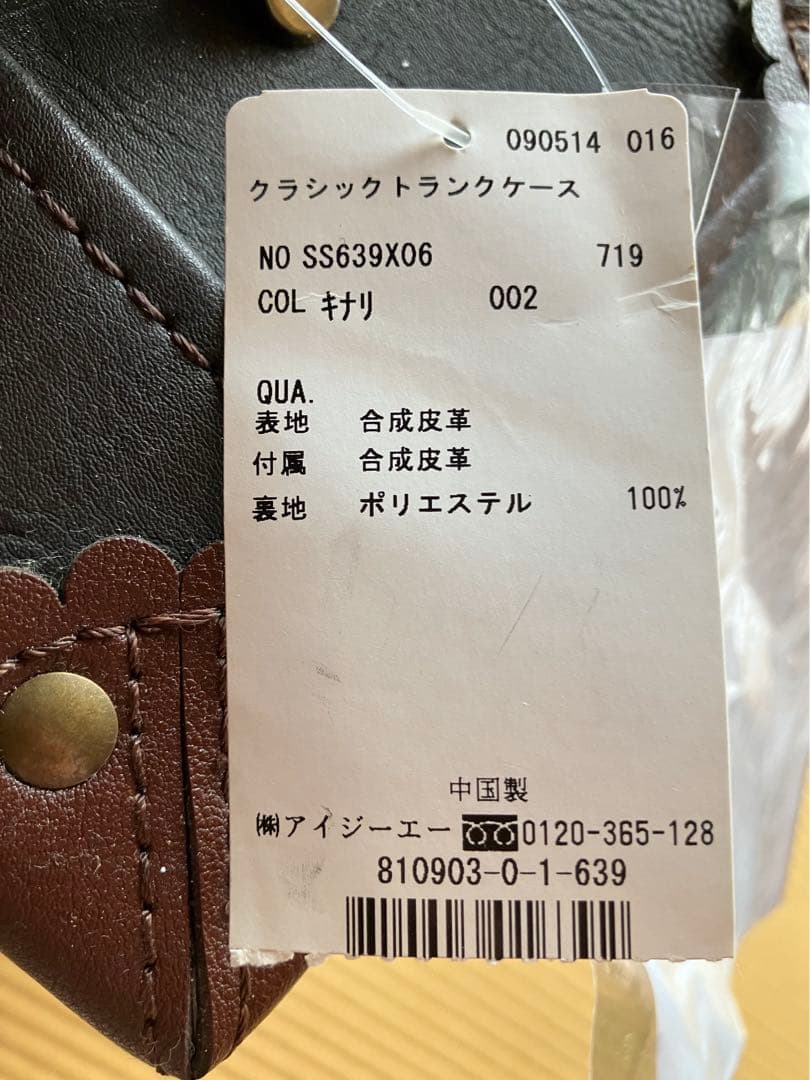 090514 016
クラシックトランクケース
NO SS639X06 719
COL キナリ 002
QUA.
表地 合成皮革
付属 合成皮革
裏地 ポリエステル 100%
中国製
㈱アイジーエー 0120-365-128
810903-0-1-639